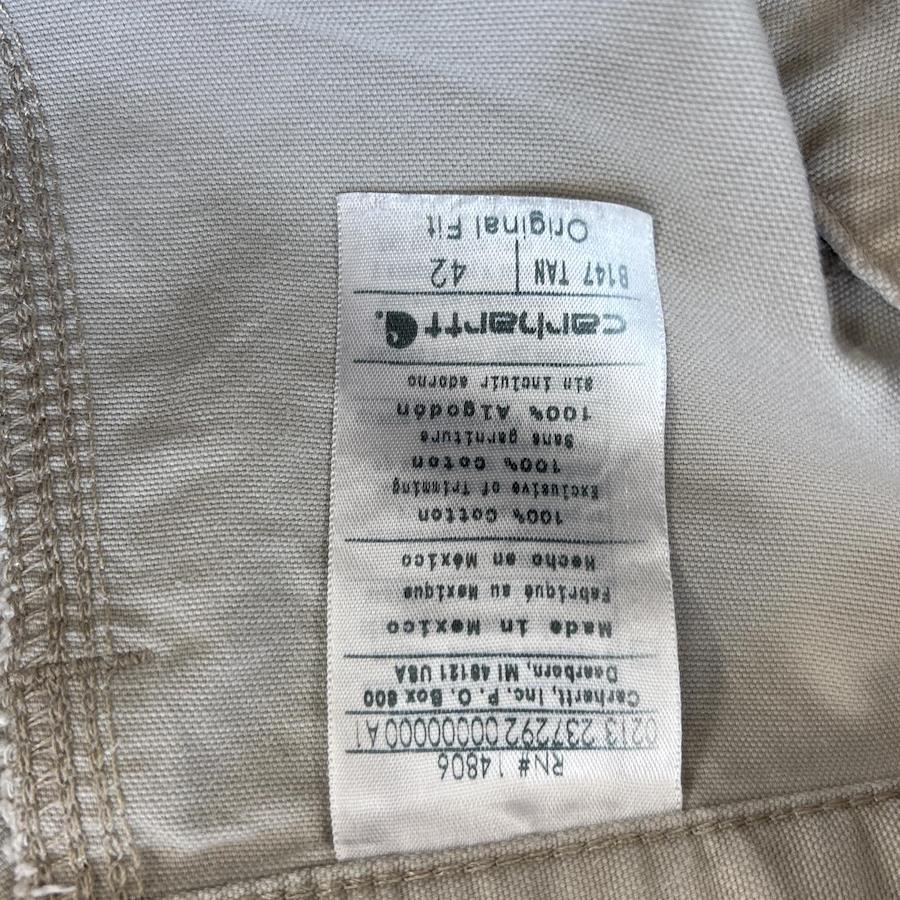 RN# 14806
0213 237292 0000000 A1
Carhartt, Inc. P.O. Box 600
Dearborn, MI 48121 USA
Made in Mexico
Fabriqué au Mexique
Hecho en México
100% Cotton
Exclusive of Trimming
100% Coton
Sans garniture
100% Algodón
sin incluir adorno
carhartt
B147 TAN 42
Original Fit